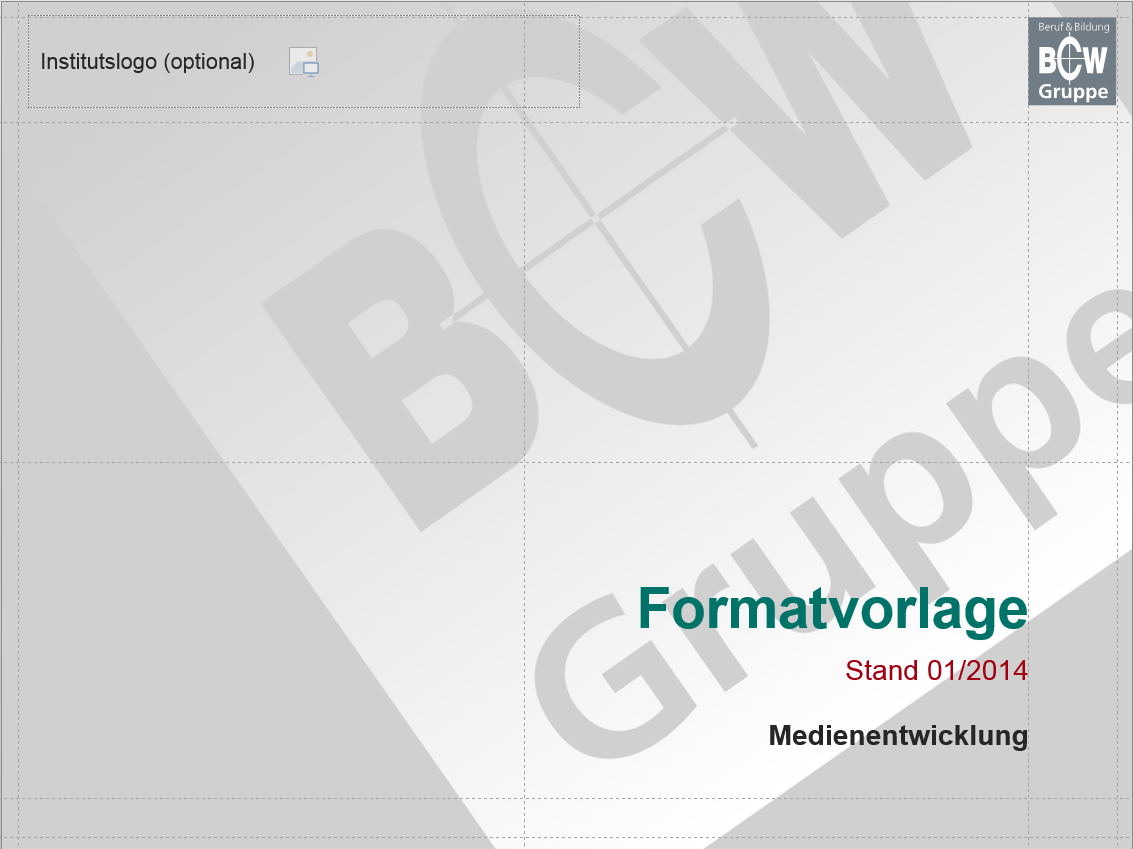 Institutslogo (optional)
Beruf & Bildung
BCW
Gruppe
BCW
Gruppe
Formatvorlage
Stand 01/2014
Medienentwicklung